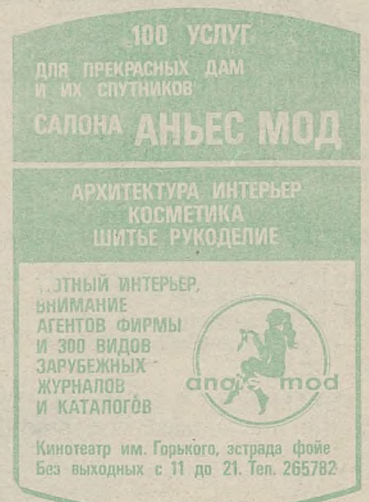 100 УСЛУГ
ДЛЯ ПРЕКРАСНЫХ ДАМ
И ИХ СПУТНИКОВ
САЛОНА АНЬЕС МОД
АРХИТЕКТУРА ИНТЕРЬЕР
КОСМЕТИКА
ШИТЬЕ РУКОДЕЛИЕ
ИНТЕРЬЕР,
ВНИМАНИЕ
АГЕНТОВ ФИРМЫ
И 300 ВИДОВ
ЗАРУБЕЖНЫХ
ЖУРНАЛОВ
И КАТАЛОГОВ
mod
Кинотеатр им. Горького, эстрада фойе
Без выходных с 11 до 21. Тел. 265782